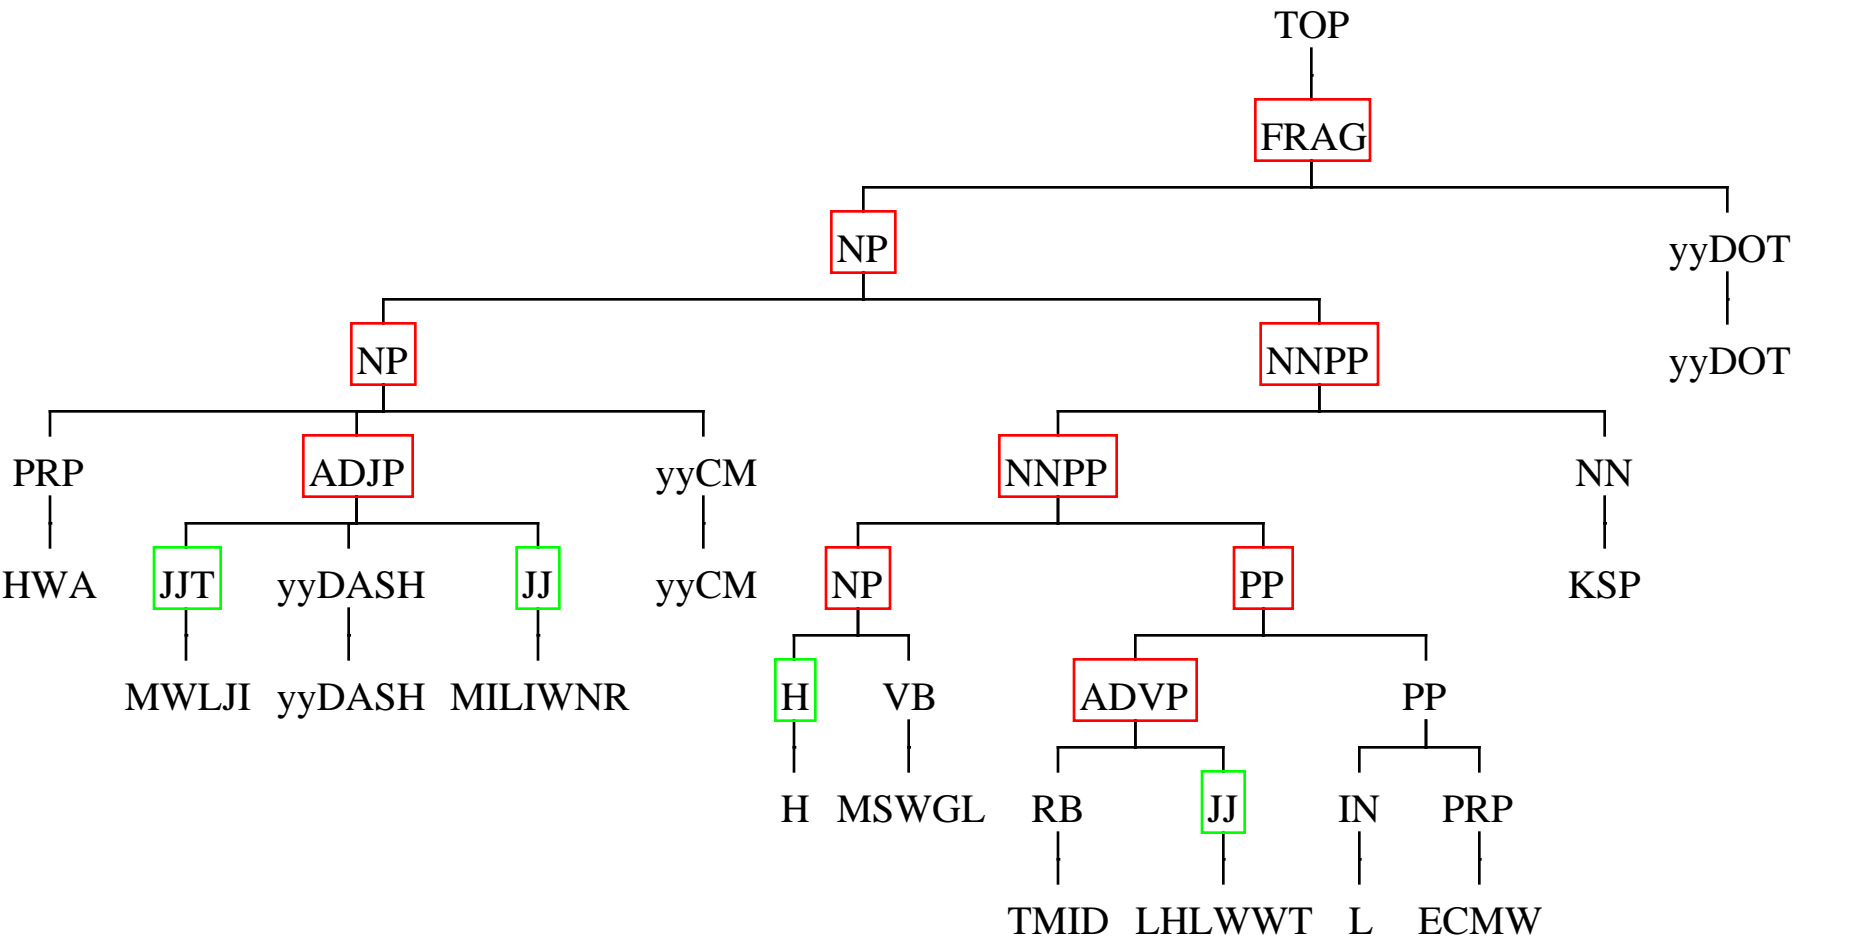 TOP
FRAG
NP yyDOT
NP NNPP yyDOT
PRP ADJP yyCM NNPP NN
HWA JJT yyDASH JJ yyCM NP PP KSP
MWLJI yyDASH MILIWNR H VB ADVP PP
H MSWGL RB JJ IN PRP
TMID LHLWWT L ECMW